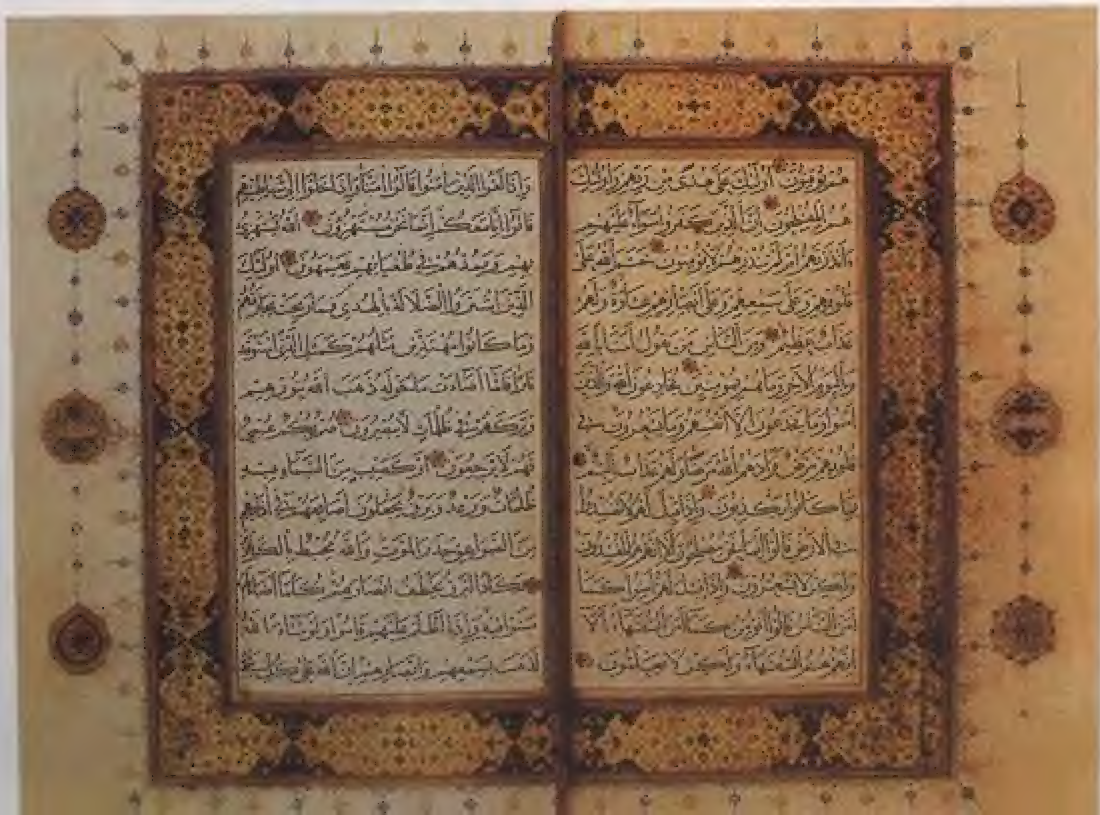 هم يوقنون أولئك على هدى من ربهم وأولئك
هم المفلحون إن الذين كفروا سواء عليهم
ءأنذرتهم أم لم تنذرهم لا يؤمنون ختم الله على
قلوبهم وعلى سمعهم وعلى أبصارهم غشاوة ولهم
عذاب عظيم ومن الناس من يقول آمنا بالله
وباليوم الآخر وما هم بمؤمنين يخادعون الله والذين
آمنوا وما يخدعون إلا أنفسهم وما يشعرون في
قلوبهم مرض فزادهم الله مرضا ولهم عذاب أليم
بما كانوا يكذبون وإذا قيل لهم لا تفسدوا
في الأرض قالوا إنما نحن مصلحون ألا إنهم هم المفسدون
ولكن لا يشعرون وإذا قيل لهم آمنوا كما
آمن الناس قالوا أنؤمن كما آمن السفهاء ألا
إنهم هم السفهاء ولكن لا يعلمون
وإذا لقوا الذين آمنوا قالوا آمنا وإذا خلوا إلى شياطينهم
قالوا إنا معكم إنما نحن مستهزؤن الله يستهزئ
بهم ويمدهم في طغيانهم يعمهون أولئك
الذين اشتروا الضلالة بالهدى فما ربحت تجارتهم
وما كانوا مهتدين مثلهم كمثل الذي استوقد
نارا فلما أضاءت ما حوله ذهب الله بنورهم
وتركهم في ظلمات لا يبصرون صم بكم عمي
فهم لا يرجعون أو كصيب من السماء فيه
ظلمات ورعد وبرق يجعلون أصابعهم في آذانهم
من الصواعق حذر الموت والله محيط بالكافرين
يكاد البرق يخطف أبصارهم كلما أضاء لهم
مشوا فيه وإذا أظلم عليهم قاموا ولو شاء الله
لذهب بسمعهم وأبصارهم إن الله على كل شيء